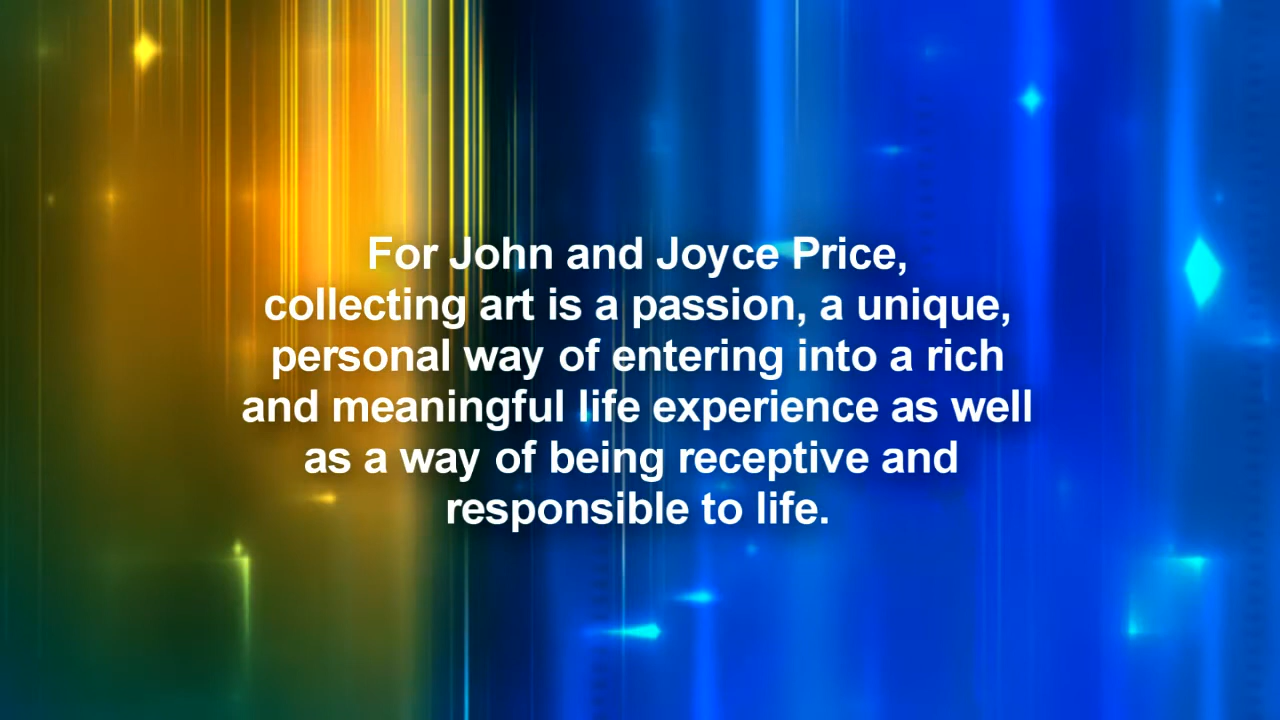 For John and Joyce Price,
collecting art is a passion, a unique,
personal way of entering into a rich
and meaningful life experience as well
as a way of being receptive and
responsible to life.